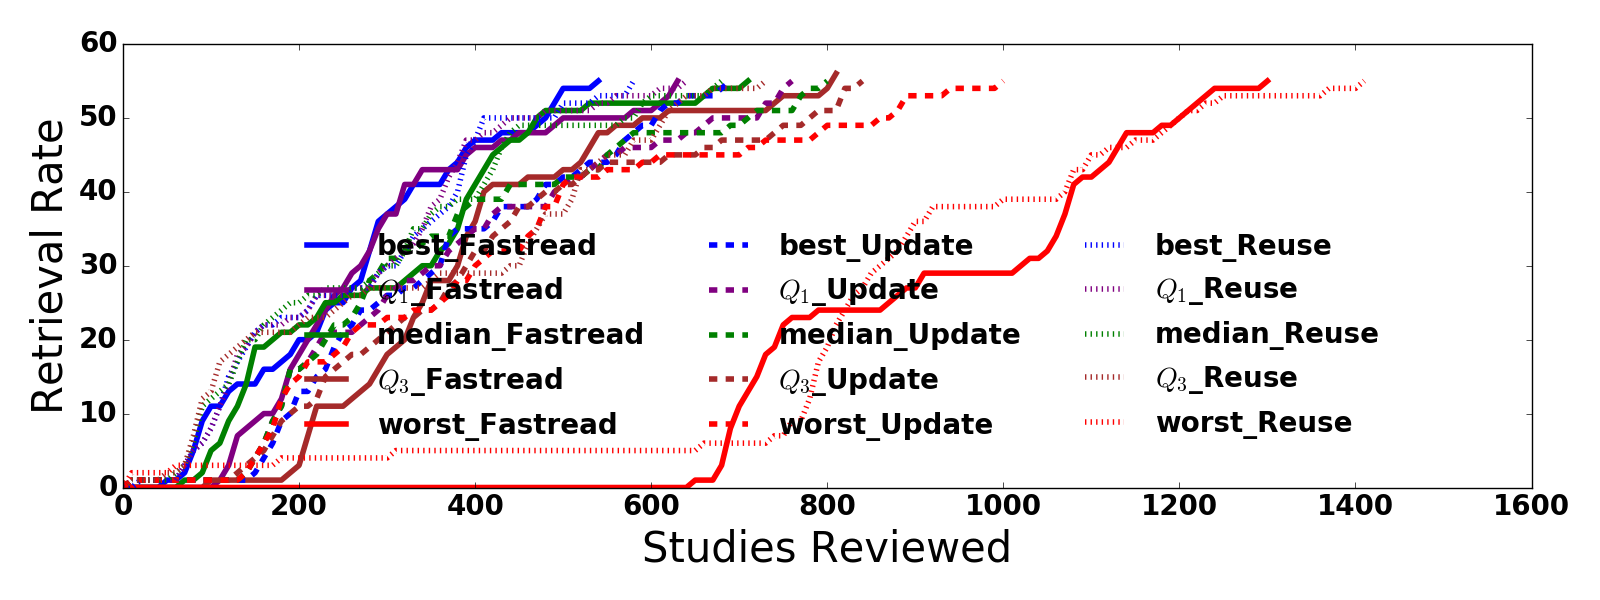 60
50
40
30
20
10
0
Retrieval Rate
best_Fastread best_Update best_Reuse
Q1_Fastread Q1_Update Q1_Reuse
median_Fastread median_Update median_Reuse
Q3_Fastread Q3_Update Q3_Reuse
worst_Fastread worst_Update worst_Reuse
0 200 400 600 800 1000 1200 1400 1600
Studies Reviewed